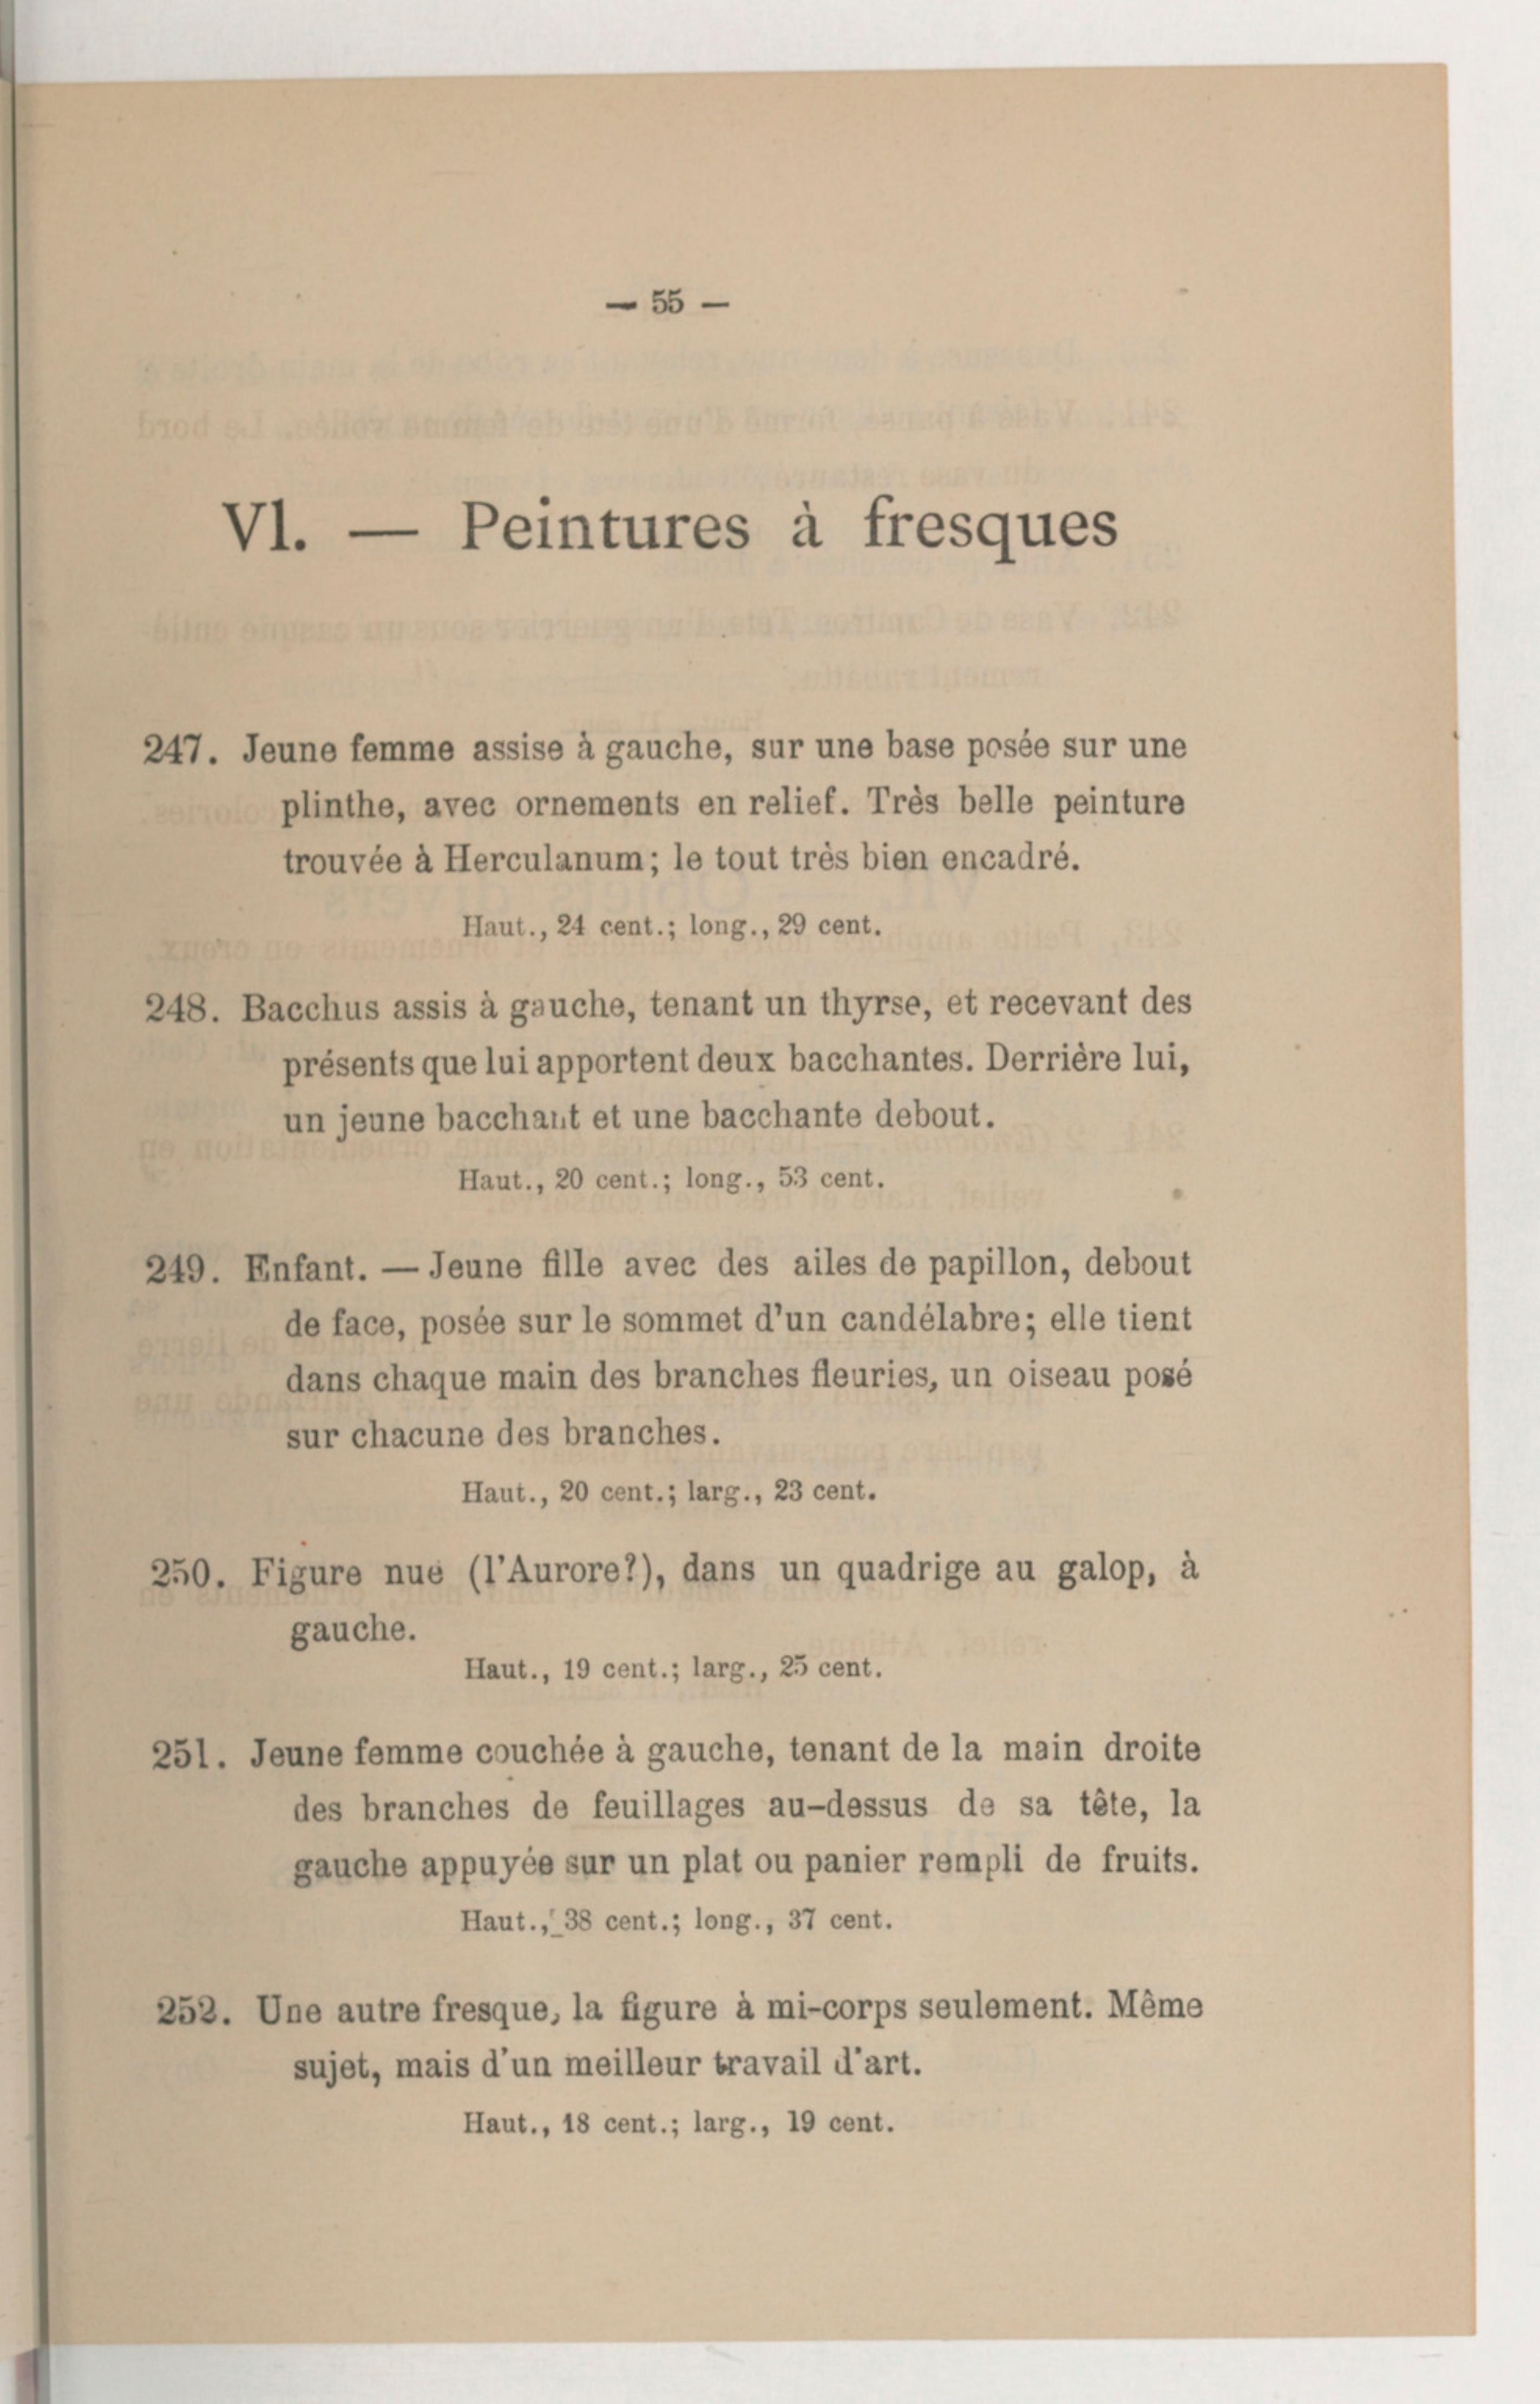 — 55 —
VI. — Peintures à fresques
247. Jeune femme assise à gauche, sur une base posée sur une
plinthe, avec ornements en relief. Très belle peinture
trouvée à Herculanum; le tout très bien encadré.
Haut., 24 cent.; long., 29 cent.
248. Bacchus assis à gauche, tenant un thyrse, et recevant des
présents que lui apportent deux bacchantes. Derrière lui,
un jeune bacchant et une bacchante debout.
Haut., 20 cent.; long., 53 cent.
249. Enfant. — Jeune fille avec des ailes de papillon, debout
de face, posée sur le sommet d'un candélabre; elle tient
dans chaque main des branches fleuries, un oiseau posé
sur chacune des branches.
Haut., 20 cent.; larg., 23 cent.
250. Figure nue (l'Aurore?), dans un quadrige au galop, à
gauche.
Haut., 19 cent.; larg., 25 cent.
251. Jeune femme couchée à gauche, tenant de la main droite
des branches de feuillages au-dessus de sa tête, la
gauche appuyée sur un plat ou panier rempli de fruits.
Haut., 38 cent.; long., 37 cent.
252. Une autre fresque, la figure à mi-corps seulement. Même
sujet, mais d'un meilleur travail d'art.
Haut., 18 cent.; larg., 19 cent.